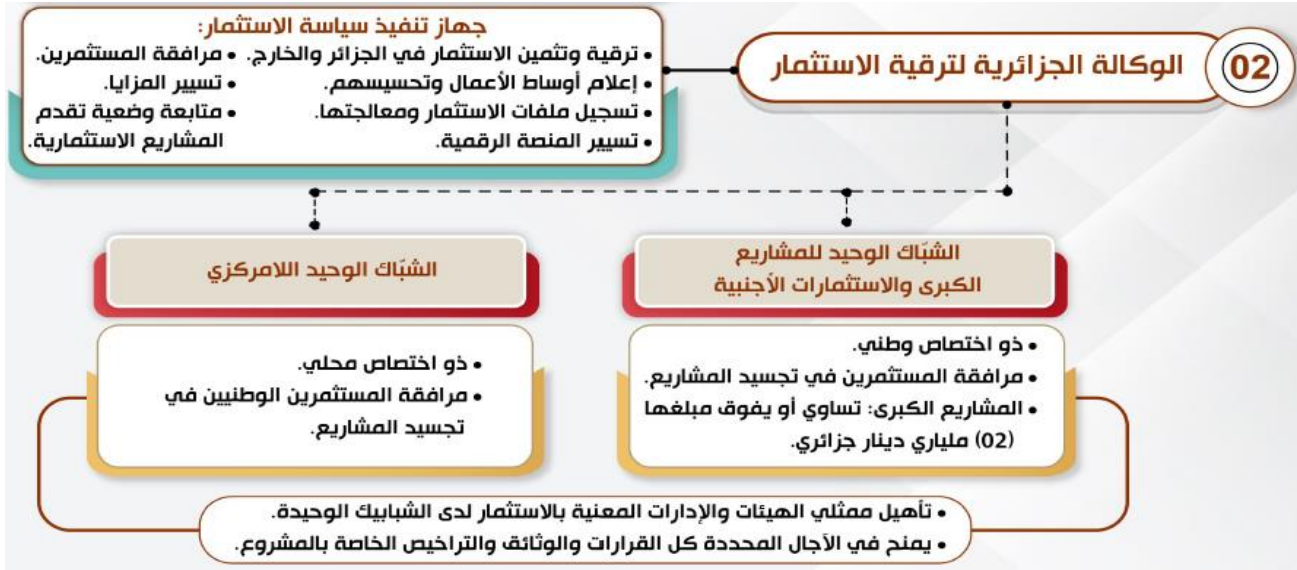 02
الوكالة الجزائرية لترقية الاستثمار
جهاز تنفيذ سياسة الاستثمار:
• ترقية وتثمين الاستثمار في الجزائر والخارج.
• إعلام أوساط الأعمال وتحسيسهم.
• تسجيل ملفات الاستثمار ومعالجتها.
• تسيير المنصة الرقمية.
• مرافقة المستثمرين.
• تسيير المزايا.
• متابعة وضعية تقدم
المشاريع الاستثمارية.
الشبّاك الوحيد للمشاريع
الكبرى والاستثمارات الأجنبية
• ذو اختصاص وطني.
• مرافقة المستثمرين في تجسيد المشاريع.
• المشاريع الكبرى: تساوي أو يفوق مبلغها
(02) ملياري دينار جزائري.
الشبّاك الوحيد اللامركزي
• ذو اختصاص محلي.
• مرافقة المستثمرين الوطنيين في
تجسيد المشاريع.
• تأهيل ممثلي الهيئات والإدارات المعنية بالاستثمار لدى الشبابيك الوحيدة.
• يمنح في الآجال المحددة كل القرارات والوثائق والتراخيص الخاصة بالمشروع.